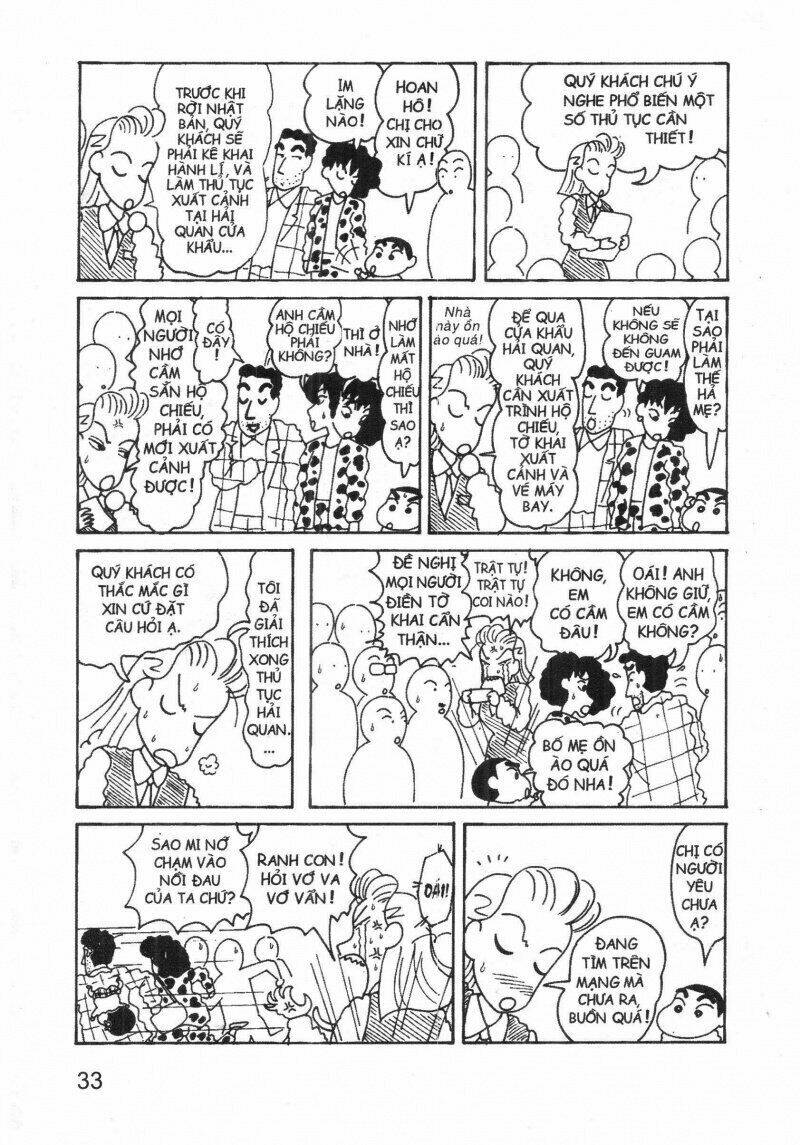 QUÝ KHÁCH CHÚ Ý
NGHE PHỔ BIẾN MỘT
SỐ THỦ TỤC CẦN
THIẾT!
HOAN
HÔ!
CHỊ CHO
XIN CHỮ
KÍ Ạ!
IM
LẶNG
NÀO!
TRƯỚC KHI
RỜI NHẬT
BẢN, QUÝ
KHÁCH SẼ
PHẢI KÊ KHAI
HÀNH LÍ, VÀ
LÀM THỦ TỤC
XUẤT CẢNH
TẠI HẢI
QUAN CỬA
KHẨU...
TẠI
SAO
PHẢI
LÀM
THẾ
HẢ
MẸ?
NẾU
KHÔNG SẼ
KHÔNG
ĐẾN GUAM
ĐƯỢC!
ĐỂ QUA
CỬA KHẨU
HẢI QUAN,
QUÝ
KHÁCH
CẦN XUẤT
TRÌNH HỘ
CHIẾU,
TỜ KHAI
XUẤT
CẢNH VÀ
VÉ MÁY
BAY.
Nhà
này ồn
ào quá!
NHỠ
LÀM
MẤT
HỘ
CHIẾU
THÌ
SAO
Ạ?
THÌ Ở
NHÀ!
ANH CẦM
HỘ CHIẾU
PHẢI
KHÔNG?
CÓ
ĐÂY!
MỌI
NGƯỜI
NHỚ
CẦM
SẴN HỘ
CHIẾU,
PHẢI CÓ
MỚI XUẤT
CẢNH
ĐƯỢC!
OÁI! ANH
KHÔNG GIỮ,
EM CÓ CẦM
KHÔNG?
KHÔNG,
EM
CÓ CẦM
ĐÂU!
TRẬT TỰ!
TRẬT TỰ
COI NÀO!
ĐỀ NGHỊ
MỌI NGƯỜI
ĐIỀN TỜ
KHAI CẨN
THẬN...
BỐ MẸ ỒN
ÀO QUÁ
ĐÓ NHA!
TÔI
ĐÃ
GIẢI
THÍCH
XONG
THỦ
TỤC
HẢI
QUAN.
...
QUÝ KHÁCH CÓ
THẮC MẮC GÌ
XIN CỨ ĐẶT
CÂU HỎI Ạ.
CHỊ CÓ
NGƯỜI
YÊU
CHƯA
Ạ?
ĐANG
TÌM TRÊN
MẠNG MÀ
CHƯA RA,
BUỒN QUÁ!
OÁI!
RANH CON!
HỎI VỚ VA
VỚ VẨN!
SAO MI NỠ
CHẠM VÀO
NỖI ĐAU
CỦA TA CHỨ?
33